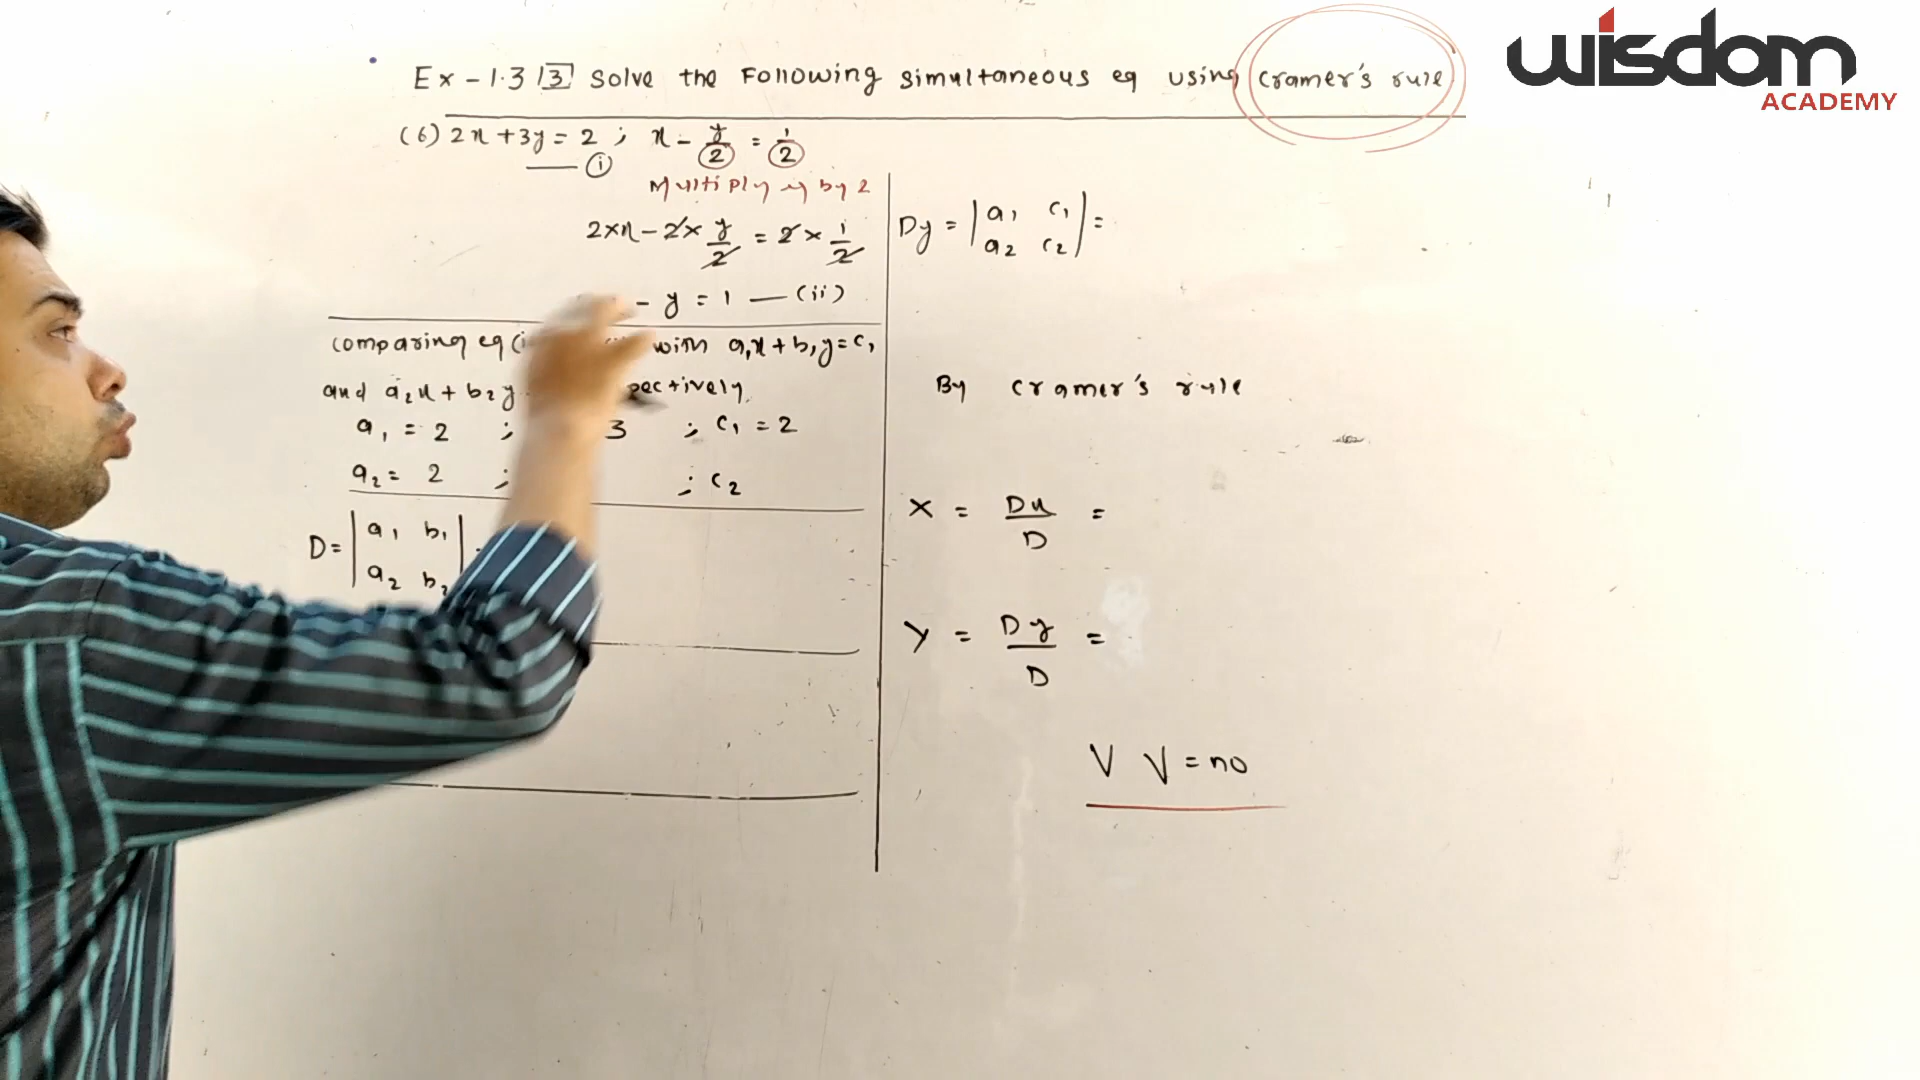 wisdom
ACADEMY
Ex - 1.3 [3] Solve the Following simultaneous eq using cramer's rule
(6) 2x + 3y = 2 ; x - y/2 = 1/2
(i)
Multiply by 2
2 × x - 2 × y/2 = 2 × 1/2
- y = 1 — (ii)
comparing eq (i with a₁x + b₁y = c₁
and a₂x + b₂y pectively
a₁ = 2 ; 3 ; c₁ = 2
a₂ = 2 ; ; c₂
D = | a₁ b₁ |
| a₂ b₂
Dy = | a₁ c₁ | =
| a₂ c₂ |
By cramer's rule
X = Dx/D =
Y = Dy/D =
V V = no